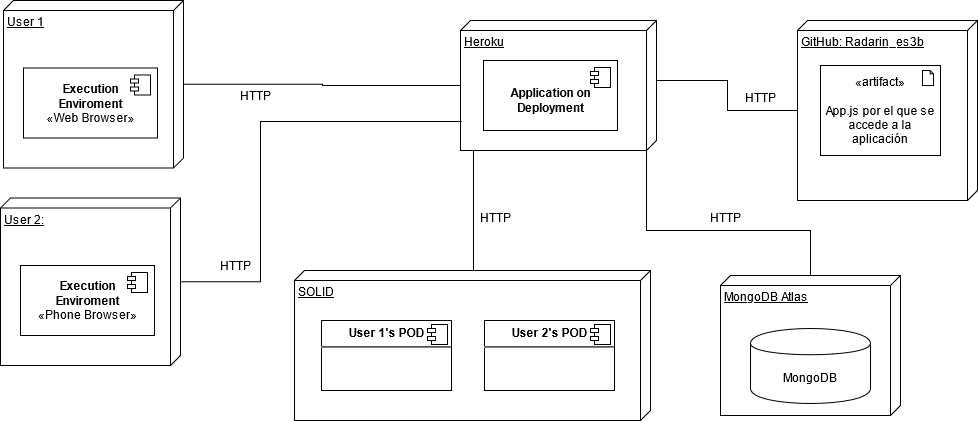 User 1
Execution
Enviroment
«Web Browser»
HTTP
Heroku
Application on
Deployment
HTTP
GitHub: Radarin_es3b
«artifact»
App.js por el que se
accede a la
aplicación
User 2:
Execution
Enviroment
«Phone Browser»
HTTP
HTTP
HTTP
SOLID
User 1's POD
User 2's POD
MongoDB Atlas
MongoDB